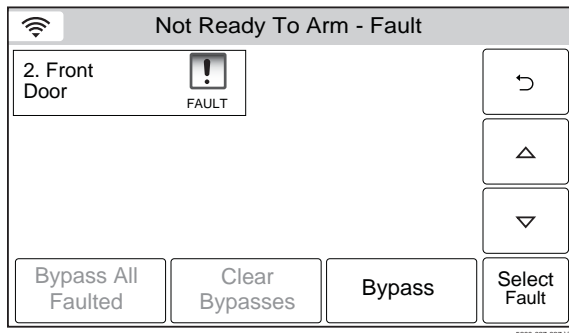 Not Ready To Arm - Fault
2. Front
Door
FAULT
Bypass All
Faulted
Clear
Bypasses
Bypass
Select
Fault